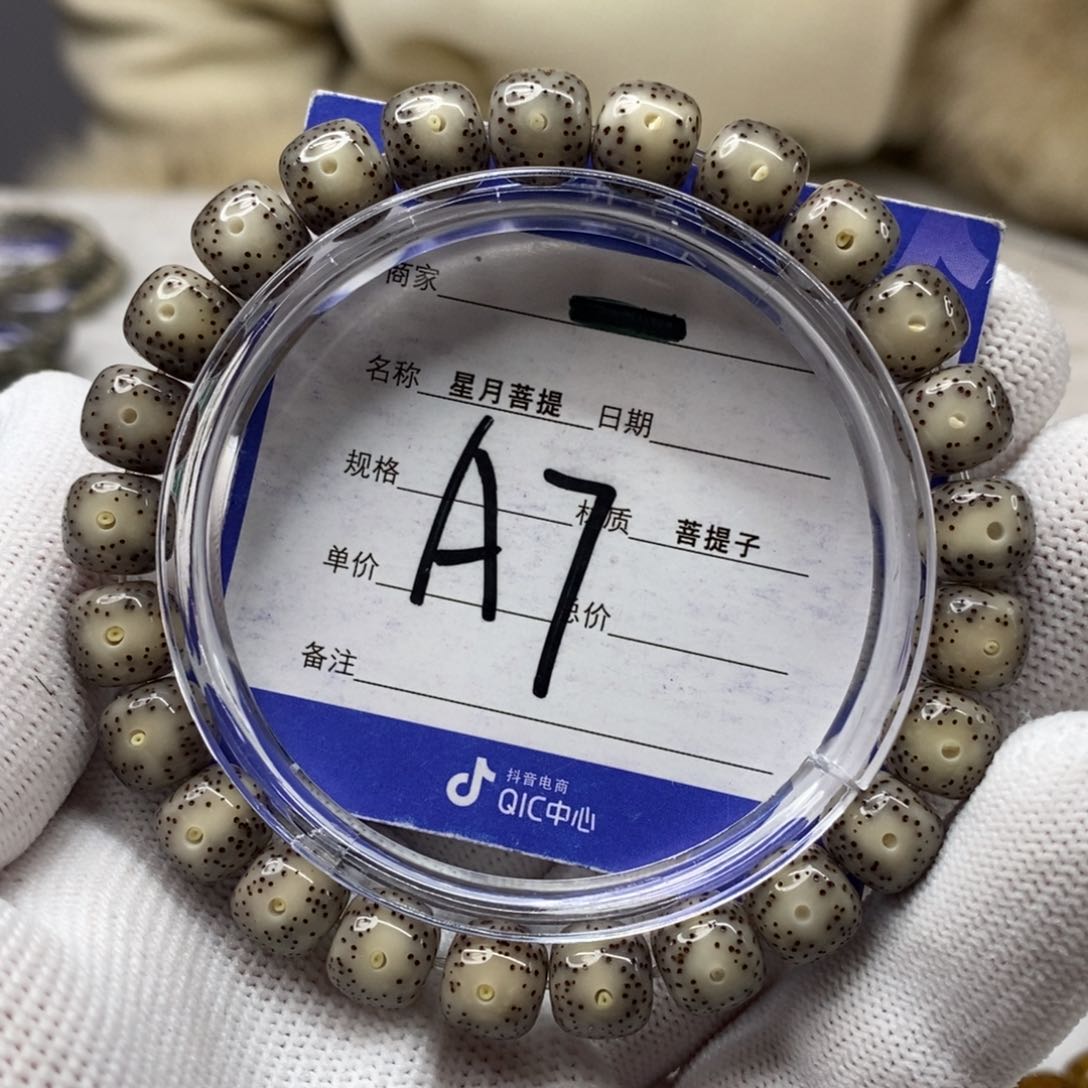 商家
名称 星月菩提 日期
规格 材质 菩提子
单价 总价
备注
A7
抖音电商
QIC中心